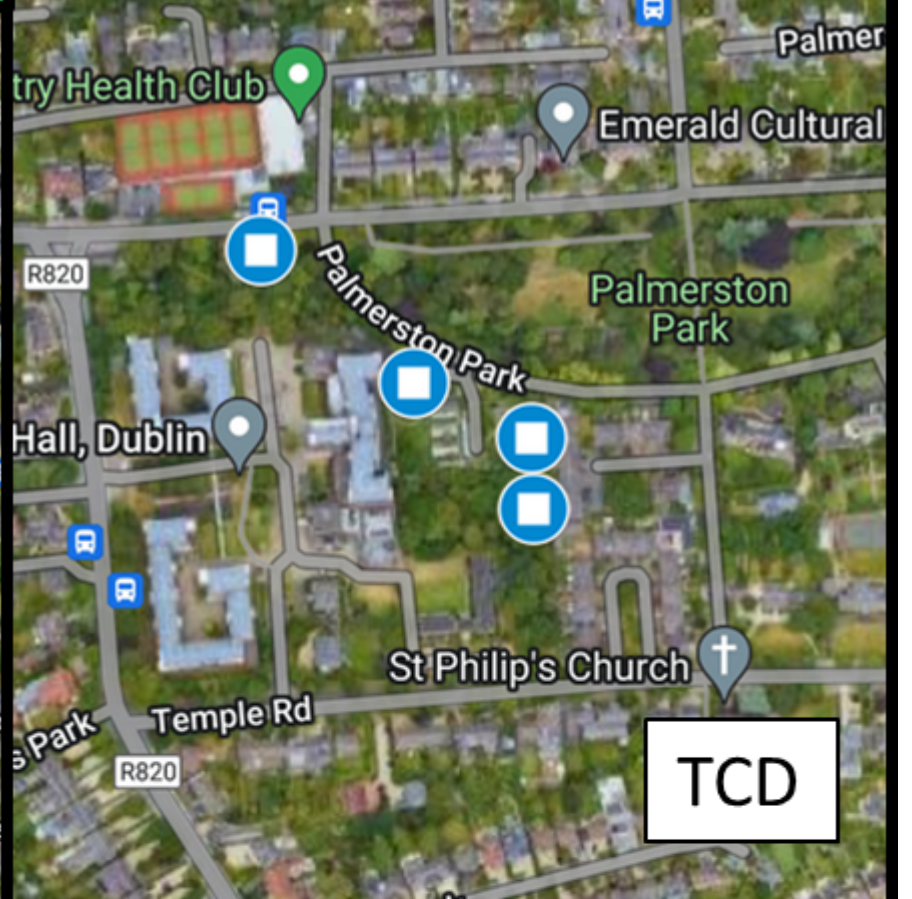 Palmer
try Health Club
Emerald Cultural
R820
Palmerston Park
Palmerston
Park
Hall, Dublin
St Philip's Church
Temple Rd
s Park
R820
TCD